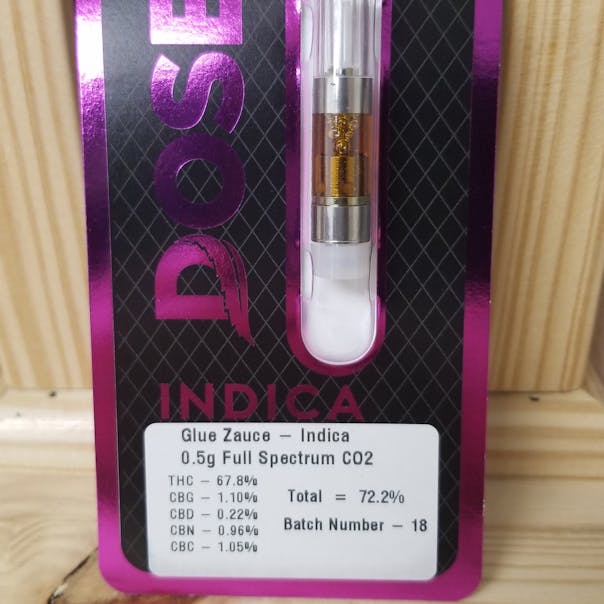 DOSE
INDICA
Glue Zauce – Indica
0.5g Full Spectrum CO2
THC – 67.8%
CBG – 1.10%
CBD – 0.22%
CBN – 0.96%
CBC – 1.05%
Total = 72.2%
Batch Number – 18